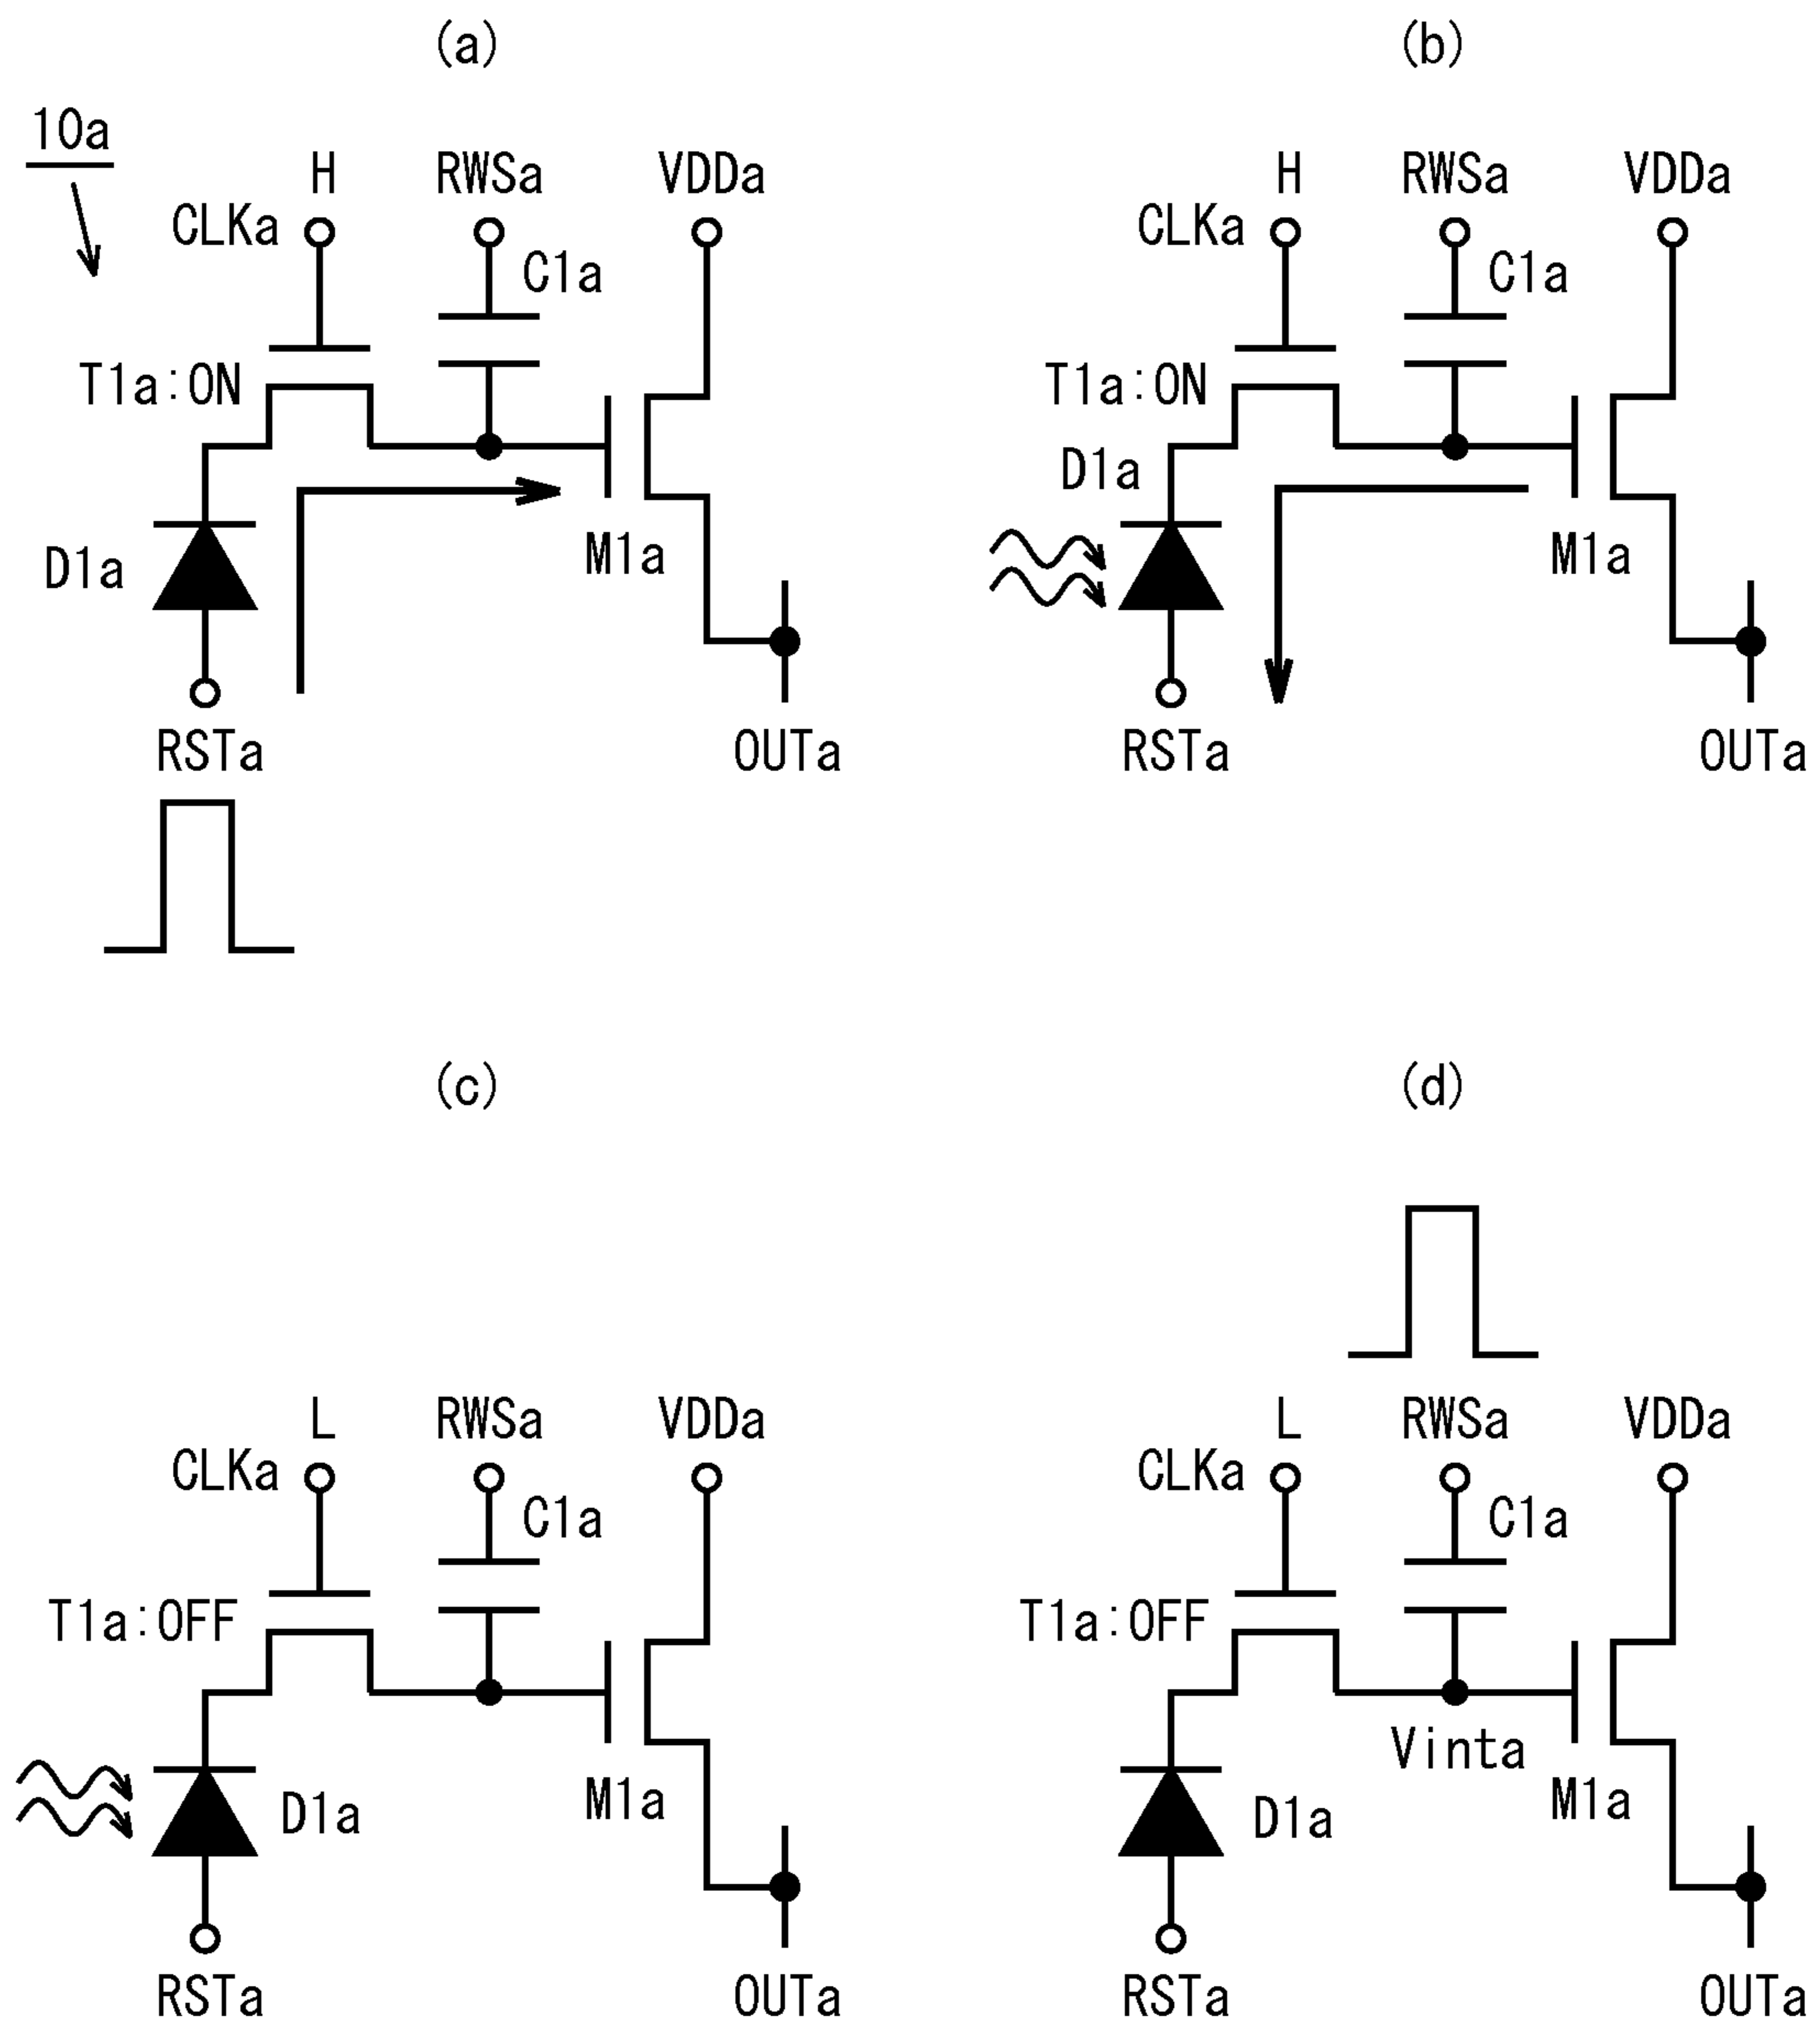 (a)
10a
H
RWSa
VDDa
CLKa
C1a
T1a:ON
D1a
M1a
RSTa
OUTa
(b)
H
RWSa
VDDa
CLKa
C1a
T1a:ON
D1a
M1a
RSTa
OUTa
(c)
L
RWSa
VDDa
CLKa
C1a
T1a:OFF
D1a
M1a
RSTa
OUTa
(d)
L
RWSa
VDDa
CLKa
C1a
T1a:OFF
Vinta
D1a
M1a
RSTa
OUTa